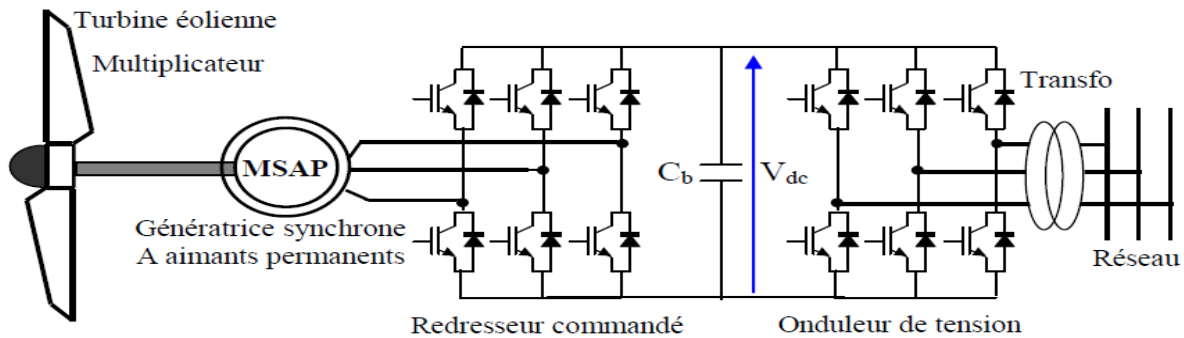 Turbine éolienne
Multiplicateur
MSAP
Génératrice synchrone
A aimants permanents
Redresseur commandé
C_b
V_dc
Onduleur de tension
Transfo
Réseau